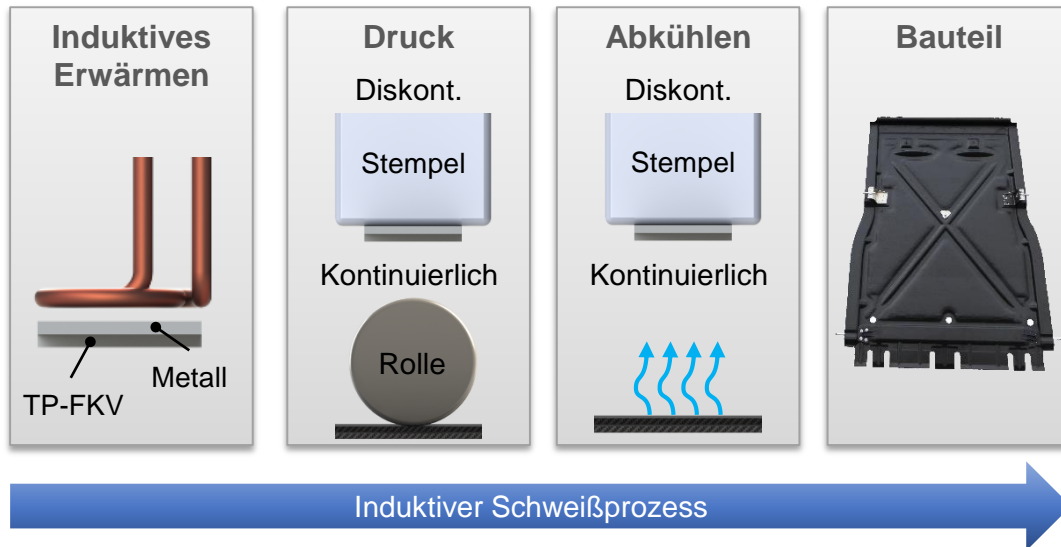 Induktives
Erwärmen
Metall
TP-FKV
Druck
Diskont.
Stempel
Kontinuierlich
Rolle
Abkühlen
Diskont.
Stempel
Kontinuierlich
Bauteil
Induktiver Schweißprozess